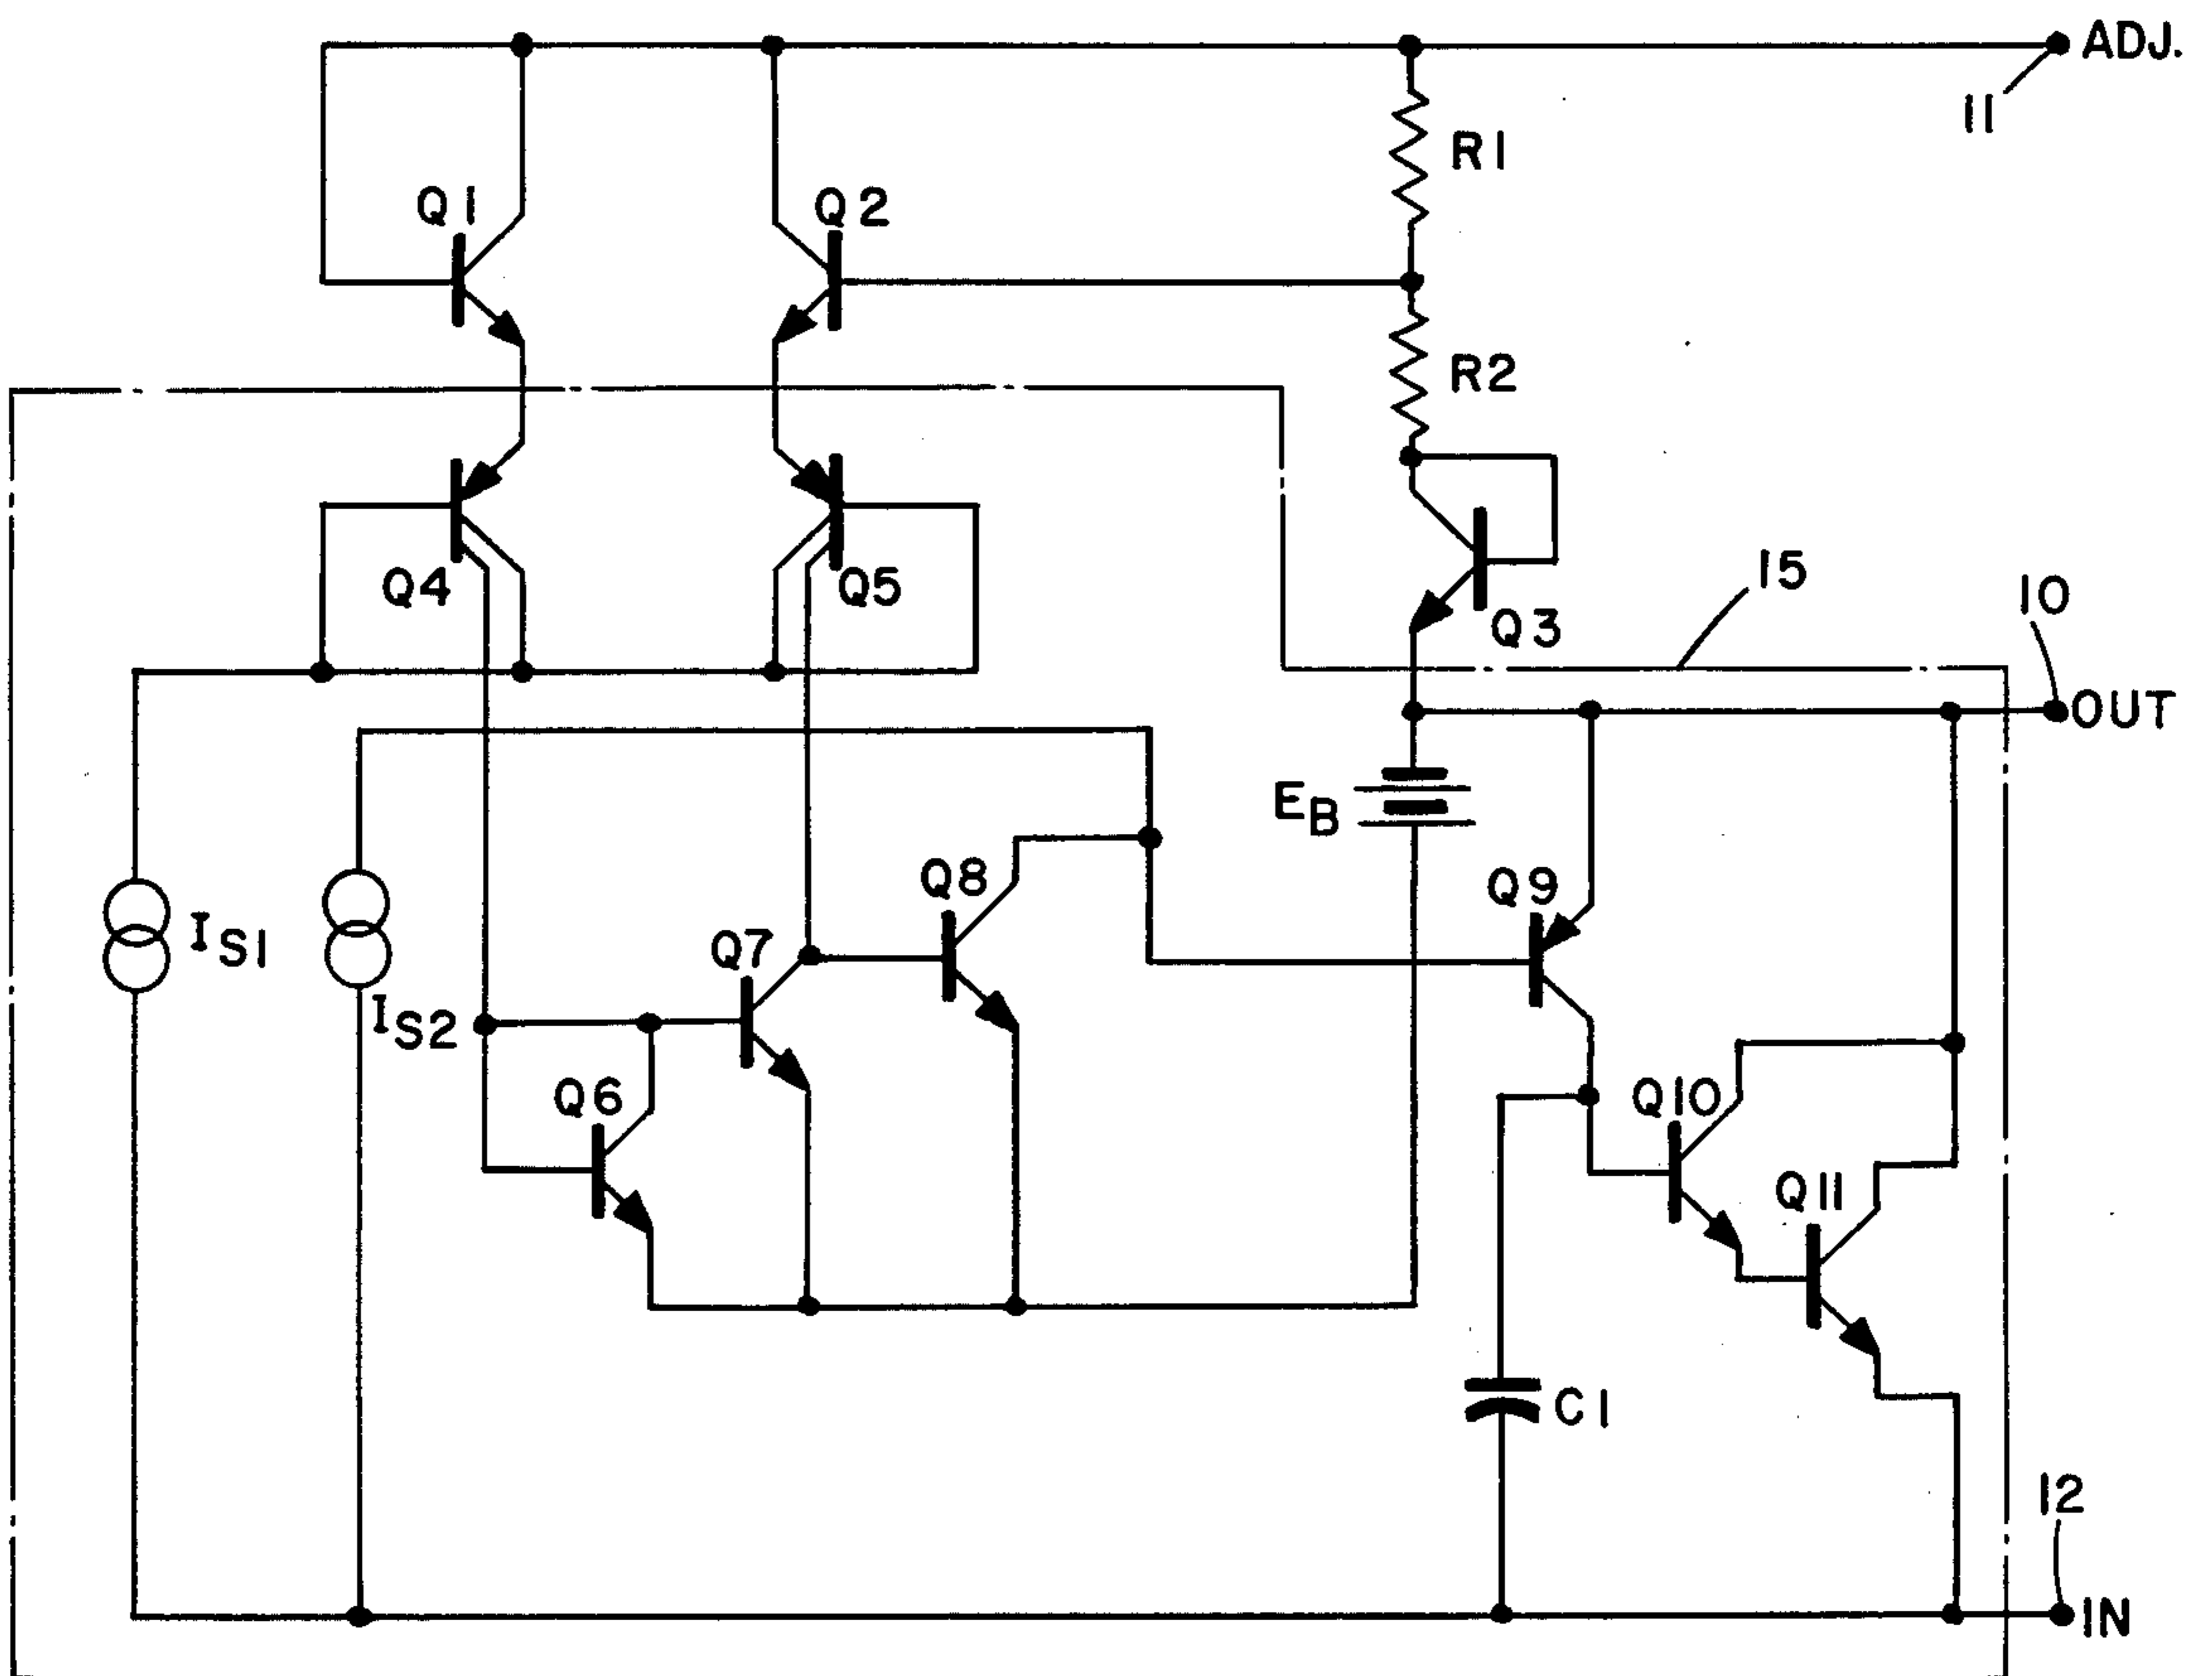 ADJ.
11
R1
Q1
Q2
R2
15
10
Q4
Q5
Q3
OUT
EB
Q8
Q9
IS1
Q7
IS2
Q6
Q10
Q11
C1
12
IN